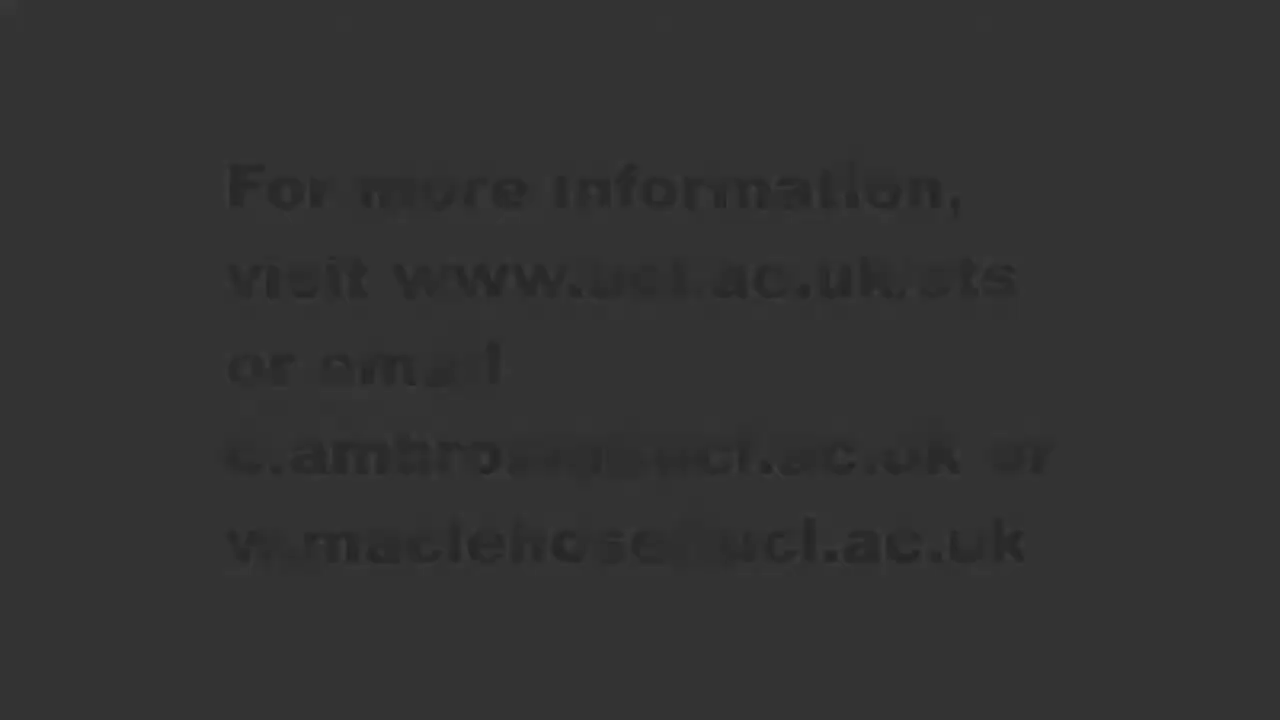 For more information,
visit www.ucl.ac.uk/sts
or email
c.ambrose@ucl.ac.uk or
w.maclehose@ucl.ac.uk